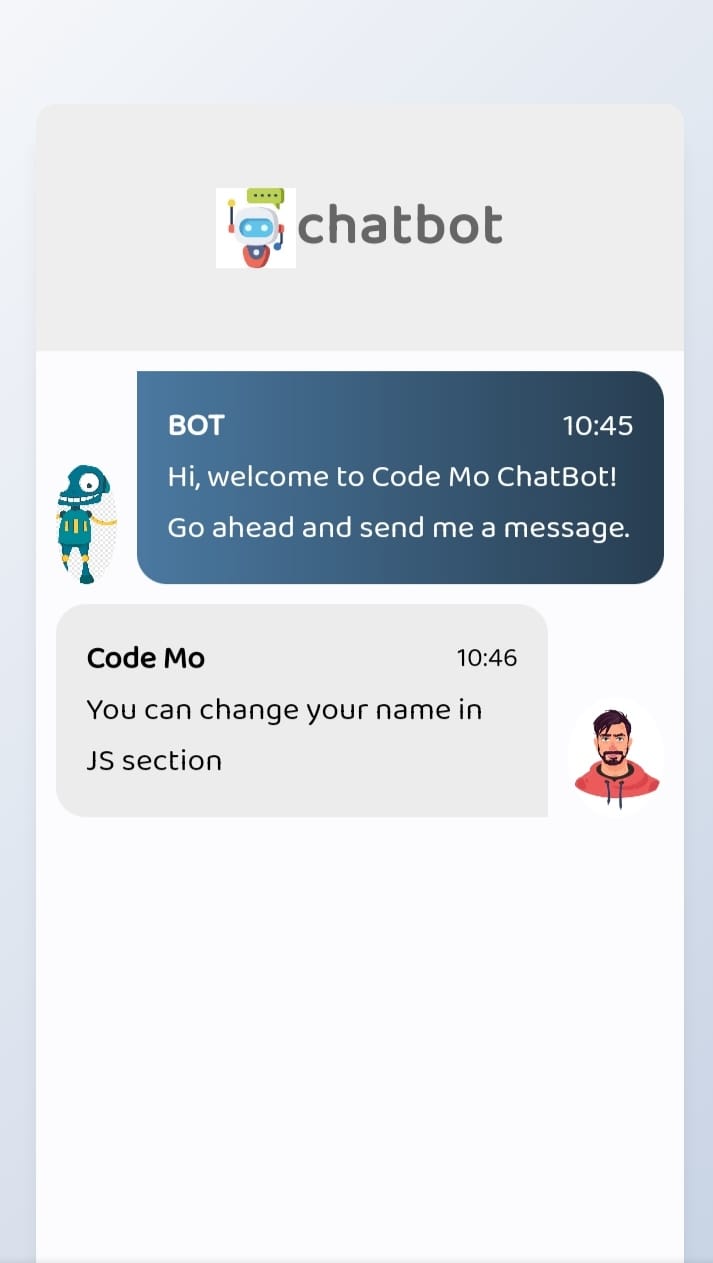 chatbot
BOT 10:45
Hi, welcome to Code Mo ChatBot!
Go ahead and send me a message.
Code Mo 10:46
You can change your name in
JS section